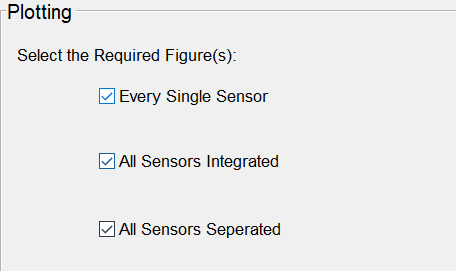 Plotting
Select the Required Figure(s):
Every Single Sensor
All Sensors Integrated
All Sensors Seperated